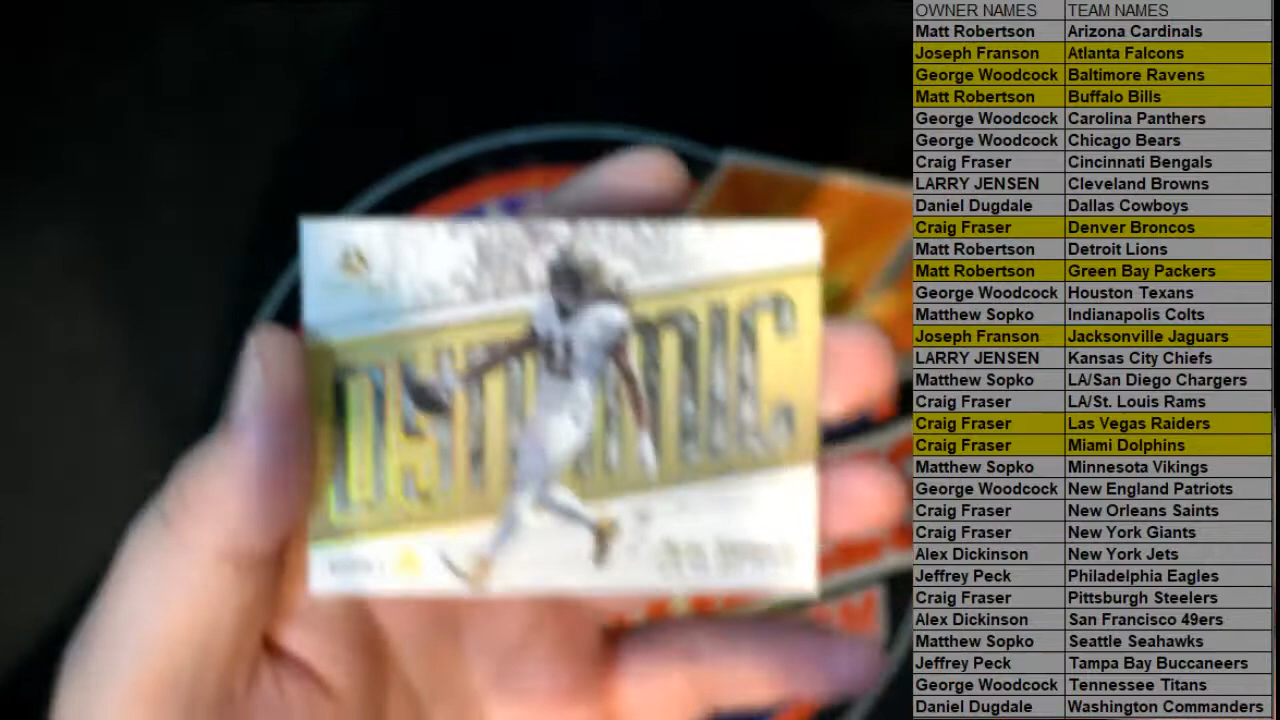 OWNER NAMES TEAM NAMES
Matt Robertson Arizona Cardinals
Joseph Franson Atlanta Falcons
George Woodcock Baltimore Ravens
Matt Robertson Buffalo Bills
George Woodcock Carolina Panthers
George Woodcock Chicago Bears
Craig Fraser Cincinnati Bengals
LARRY JENSEN Cleveland Browns
Daniel Dugdale Dallas Cowboys
Craig Fraser Denver Broncos
Matt Robertson Detroit Lions
Matt Robertson Green Bay Packers
George Woodcock Houston Texans
Matthew Sopko Indianapolis Colts
Joseph Franson Jacksonville Jaguars
LARRY JENSEN Kansas City Chiefs
Matthew Sopko LA/San Diego Chargers
Craig Fraser LA/St. Louis Rams
Craig Fraser Las Vegas Raiders
Craig Fraser Miami Dolphins
Matthew Sopko Minnesota Vikings
George Woodcock New England Patriots
Craig Fraser New Orleans Saints
Craig Fraser New York Giants
Alex Dickinson New York Jets
Jeffrey Peck Philadelphia Eagles
Craig Fraser Pittsburgh Steelers
Alex Dickinson San Francisco 49ers
Matthew Sopko Seattle Seahawks
Jeffrey Peck Tampa Bay Buccaneers
George Woodcock Tennessee Titans
Daniel Dugdale Washington Commanders